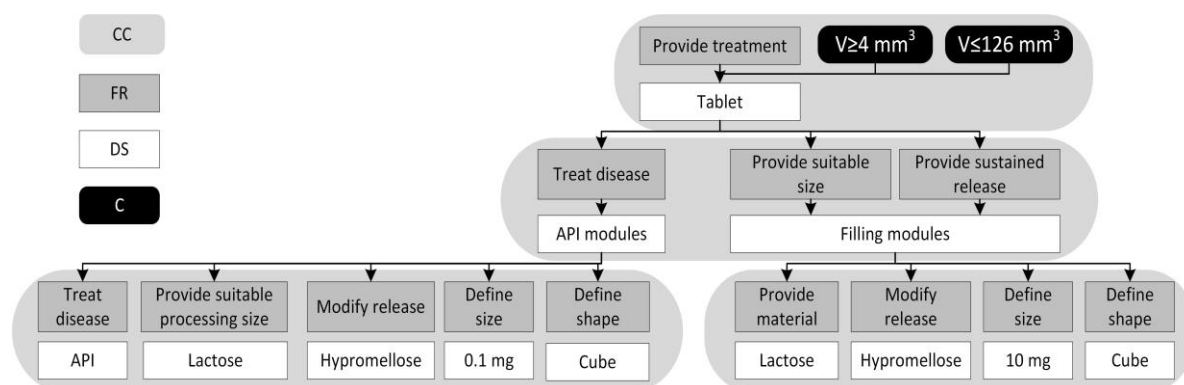 CC
FR
DS
C
Provide treatment
V≥4 mm³
V≤126 mm³
Tablet
Treat disease
Provide suitable
size
Provide sustained
release
API modules
Filling modules
Treat
disease
Provide suitable
processing size
Modify release
Define
size
Define
shape
Provide
material
Modify
release
Define
size
Define
shape
API
Lactose
Hypromellose
0.1 mg
Cube
Lactose
Hypromellose
10 mg
Cube